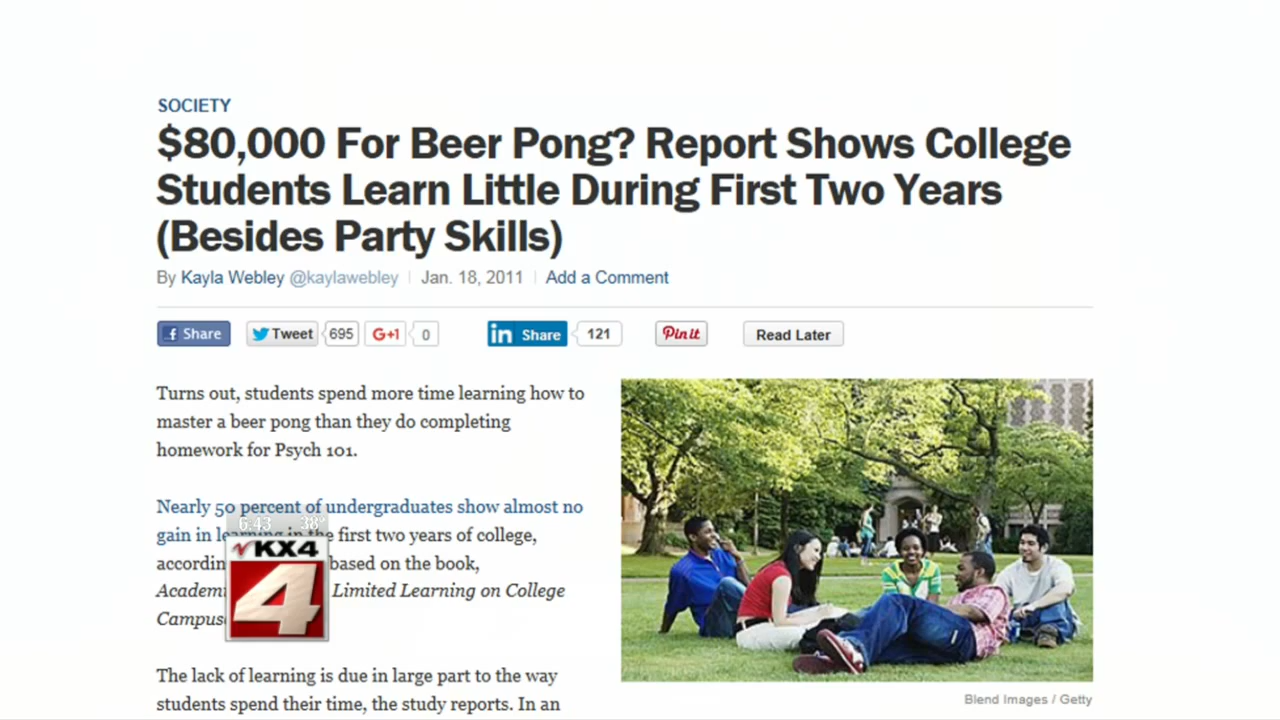 SOCIETY
$80,000 For Beer Pong? Report Shows College
Students Learn Little During First Two Years
(Besides Party Skills)
By Kayla Webley @kaylawebley Jan. 18, 2011 Add a Comment
f Share Tweet 695 G+1 0 in Share 121 Pin it Read Later
Turns out, students spend more time learning how to
master a beer pong than they do completing
homework for Psych 101.
Nearly 50 percent of undergraduates show almost no
gain in learning in the first two years of college,
based on the book,
Limited Learning on College
6:43 38°
KX4
4
The lack of learning is due in large part to the way
students spend their time, the study reports. In an
Blend Images / Getty